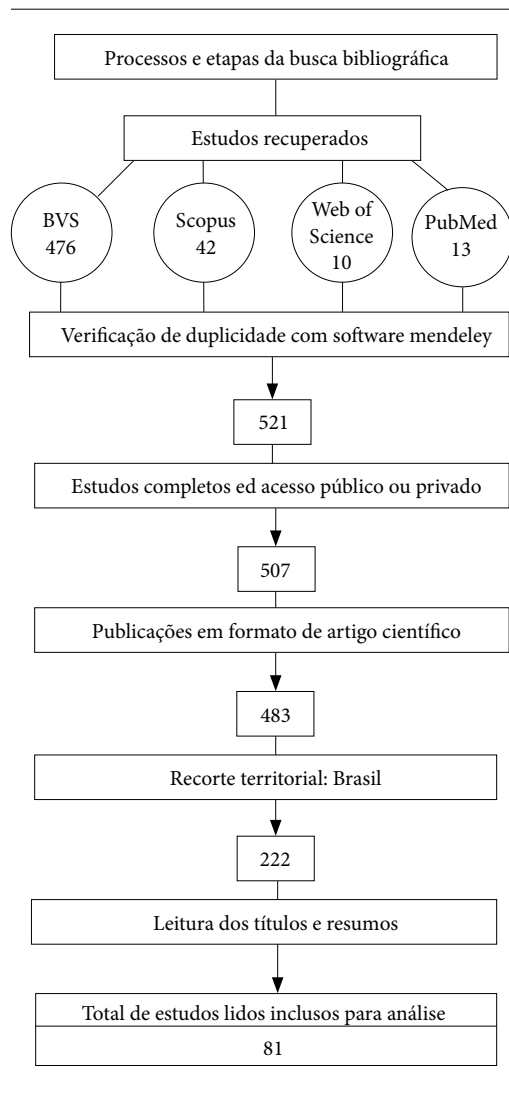 Processos e etapas da busca bibliográfica
Estudos recuperados
BVS
476
Scopus
42
Web of
Science
10
PubMed
13
Verificação de duplicidade com software mendeley
521
Estudos completos ed acesso público ou privado
507
Publicações em formato de artigo científico
483
Recorte territorial: Brasil
222
Leitura dos títulos e resumos
Total de estudos lidos inclusos para análise
81